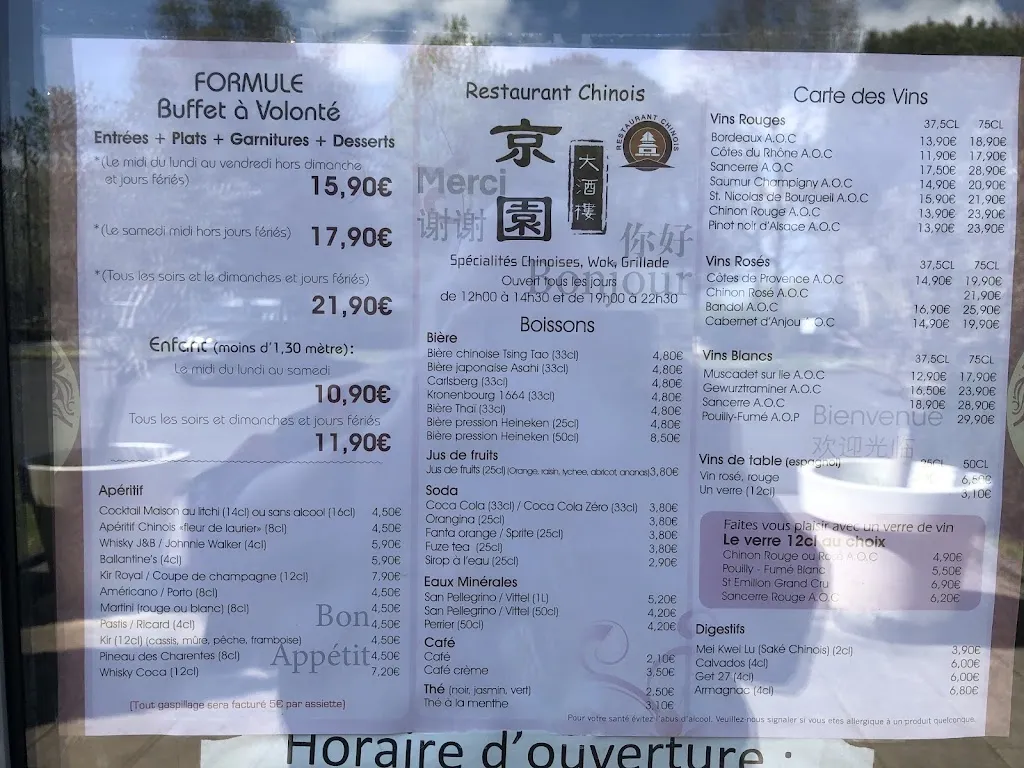 FORMULE
Buffet à Volonté
Entrées + Plats + Garnitures + Desserts
*(Le midi du lundi au vendredi hors dimanche
et jours fériés)
15,90€
*(Le samedi midi hors jours fériés) 17,90€
*(Tous les soirs et le dimanches et jours fériés)
21,90€
Enfant (moins d'1,30 mètre):
Le midi du lundi au samedi
10,90€
Tous les soirs et dimanches et jours fériés
11,90€
Apéritif
Cocktail Maison au litchi (14cl) ou sans alcool (16cl) 4,50€
Apéritif Chinois «fleur de laurier» (8cl) 4,50€
Whisky J&B / Johnnie Walker (4cl) 5,90€
Ballantine's (4cl) 5,90€
Kir Royal / Coupe de champagne (12cl) 7,90€
Américano / Porto (8cl) 4,50€
Martini (rouge ou blanc) (8cl) 4,50€
Pastis / Ricard (4cl) 4,50€
Kir (12cl) (cassis, mûre, pêche, framboise) 4,50€
Pineau des Charentes (8cl) 4,50€
Whisky Coca (12cl) 7,20€
Bon
Appétit
(Tout gaspillage sera facturé 5€ par assiette)
Restaurant Chinois
京
園
大酒樓
RESTAURANT CHINOIS
Merci
谢谢
你好
Bonjour
Spécialités Chinoises, Wok, Grillade
Ouvert tous les jours
de 12h00 à 14h30 et de 19h00 à 22h30
Boissons
Bière
Bière chinoise Tsing Tao (33cl) 4,80€
Bière japonaise Asahi (33cl) 4,80€
Carlsberg (33cl) 4,80€
Kronenbourg 1664 (33cl) 4,80€
Bière Thaï (33cl) 4,80€
Bière pression Heineken (25cl) 4,80€
Bière pression Heineken (50cl) 8,50€
Jus de fruits
Jus de fruits (25cl) (Orange, raisin, lychee, abricot, ananas) 3,80€
Soda
Coca Cola (33cl) / Coca Cola Zéro (33cl) 3,80€
Orangina (25cl) 3,80€
Fanta orange / Sprite (25cl) 3,80€
Fuze tea (25cl) 3,80€
Sirop à l'eau (25cl) 2,90€
Eaux Minérales
San Pellegrino / Vittel (1L) 5,20€
San Pellegrino / Vittel (50cl) 4,20€
Perrier (50cl) 4,20€
Café
Café 2,10€
Café crème 3,50€
Thé (noir, jasmin, vert) 2,50€
Thé à la menthe 3,10€
Carte des Vins
Vins Rouges 37,5CL 75CL
Bordeaux A.O.C 13,90€ 18,90€
Côtes du Rhône A.O.C 11,90€ 17,90€
Sancerre A.O.C 17,50€ 28,90€
Saumur Champigny A.O.C 14,90€ 20,90€
St. Nicolas de Bourgueil A.O.C 15,90€ 21,90€
Chinon Rouge A.O.C 13,90€ 23,90€
Pinot noir d'Alsace A.O.C 13,90€ 23,90€
Vins Rosés 37,5CL 75CL
Côtes de Provence A.O.C 14,90€ 19,90€
Chinon Rosé A.O.C 21,90€
Bandol A.O.C 16,90€ 25,90€
Cabernet d'Anjou O.C 14,90€ 19,90€
Vins Blancs 37,5CL 75CL
Muscadet sur lie A.O.C 12,90€ 17,90€
Gewurztraminer A.O.C 16,50€ 23,90€
Sancerre A.O.C 18,90€ 28,90€
Pouilly-Fumé A.O.P 29,90€
Bienvenue
欢迎光临
Vins de table (espagnol) 25CL 50CL
Vin rosé, rouge 6,50€
Un verre (12cl) 3,10€
Faites vous plaisir avec un verre de vin
Le verre 12cl au choix
Chinon Rouge ou Rosé A.O.C 4,90€
Pouilly - Fumé Blanc 5,50€
St Emillon Grand Cru 6,90€
Sancerre Rouge A.O.C 6,20€
Digestifs
Mei Kwei Lu (Saké Chinois) (2cl) 3,90€
Calvados (4cl) 6,00€
Get 27 (4cl) 6,00€
Armagnac (4cl) 6,80€
Pour votre santé évitez l'abus d'alcool. Veuillez-nous signaler si vous etes allergique à un produit quelconque.
Horaire d'ouverture :